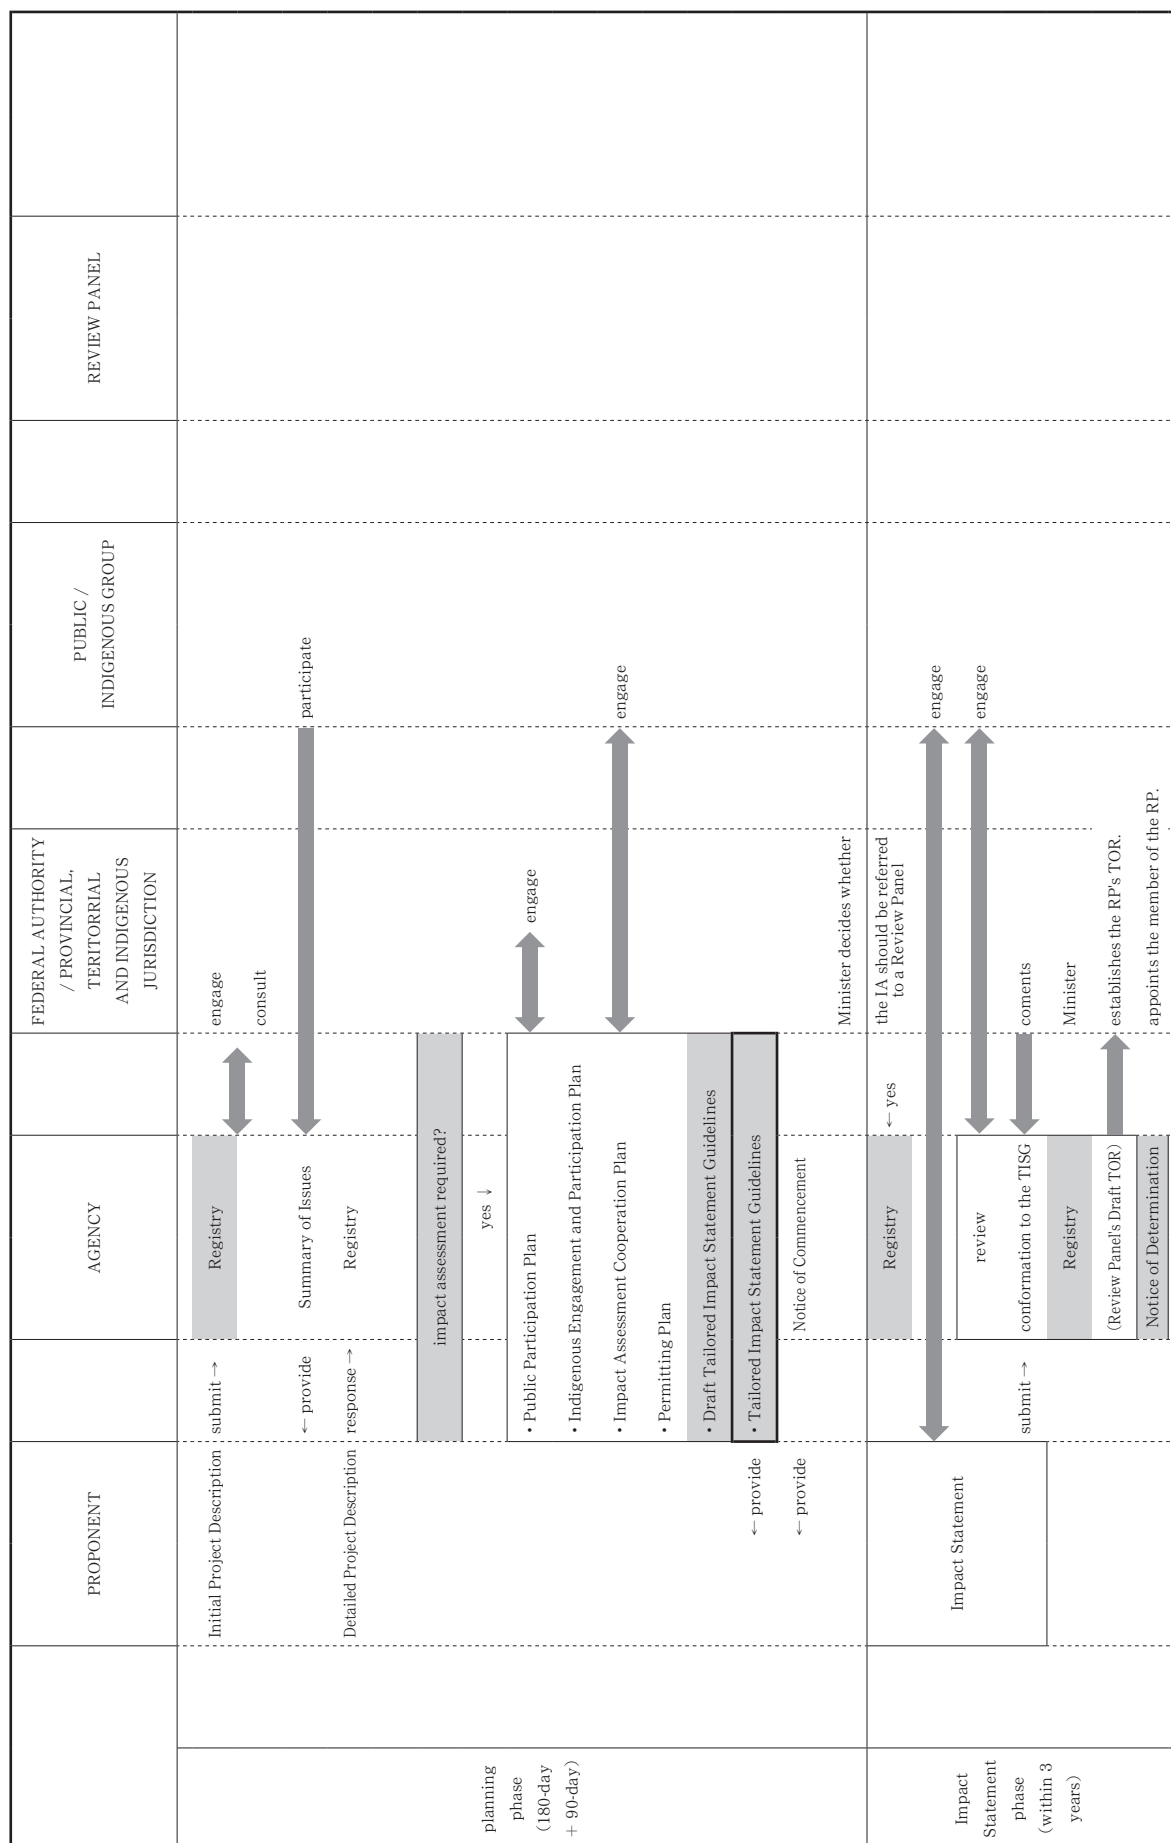 PROPONENT
AGENCY
FEDERAL AUTHORITY
/ PROVINCIAL,
TERITORRIAL
AND INDIGENOUS
JURISDICTION
PUBLIC /
INDIGENOUS GROUP
REVIEW PANEL
planning
phase
(180-day
+ 90-day)
Initial Project Description
submit →
Registry
engage
consult
← provide
Summary of Issues
participate
Detailed Project Description
response →
Registry
impact assessment required?
yes ↓
• Public Participation Plan
engage
• Indigenous Engagement and Participation Plan
• Impact Assessment Cooperation Plan
engage
• Permitting Plan
• Draft Tailored Impact Statement Guidelines
← provide
• Tailored Impact Statement Guidelines
← provide
Notice of Commencement
Minister decides whether
the IA should be referred
to a Review Panel
Impact
Statement
phase
(within 3
years)
Registry
← yes
engage
Impact Statement
review
engage
submit →
conformation to the TISG
coments
Registry
Minister
(Review Panel's Draft TOR)
establishes the RP's TOR.
Notice of Determination
appoints the member of the RP.